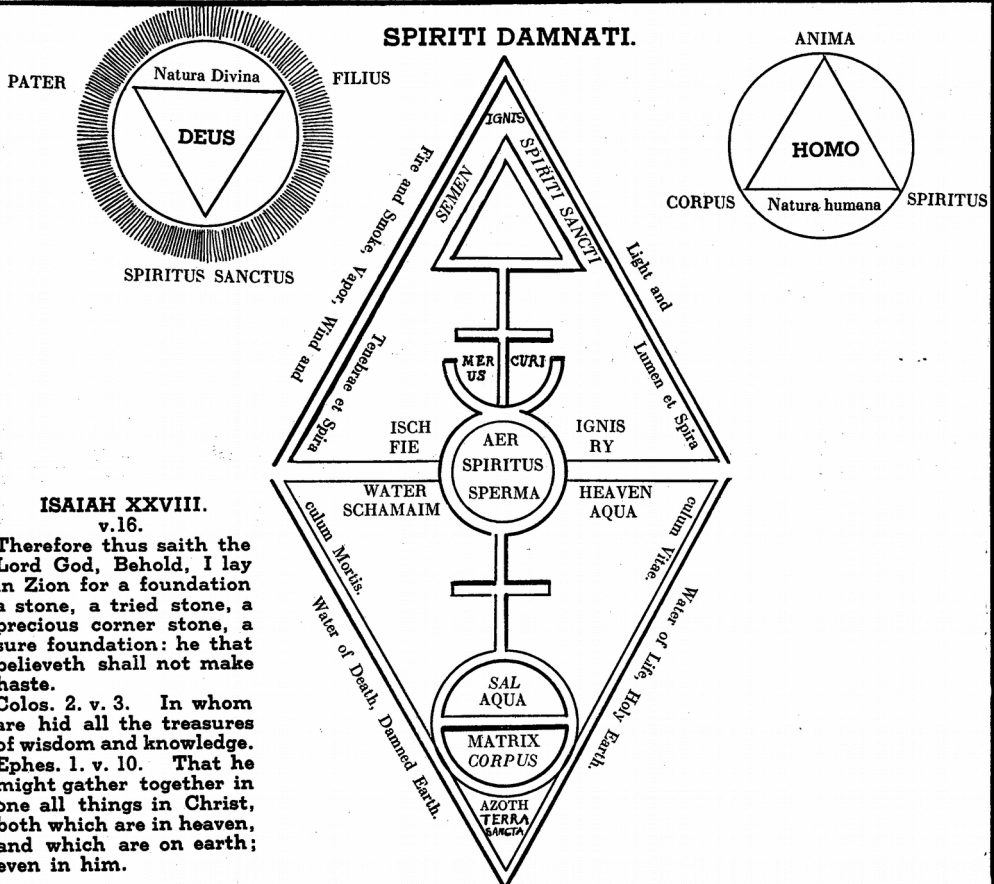 SPIRITI DAMNATI.
PATER
Natura Divina
FILIUS
DEUS
SPIRITUS SANCTUS
ANIMA
HOMO
CORPUS
Natura humana
SPIRITUS
IGNIS
SEMEN
SPIRITI SANCTI
Fire and Smoke, Vapor, Wind and
Light and
Tenebrae et Spira
Lumen et Spira
MER CURI
US
ISCH
FIE
AER
SPIRITUS
SPERMA
IGNIS
RY
WATER
SCHAMAIM
HEAVEN
AQUA
culum Mortis.
culum Vitae.
Water of Death, Damned Earth.
Water of Life, Holy Earth.
SAL
AQUA
MATRIX
CORPUS
AZOTH
TERRA
SANCTA
ISAIAH XXVIII.
v.16.
Therefore thus saith the
Lord God, Behold, I lay
in Zion for a foundation
a stone, a tried stone, a
precious corner stone, a
sure foundation: he that
believeth shall not make
haste.
Colos. 2. v. 3. In whom
are hid all the treasures
of wisdom and knowledge.
Ephes. 1. v. 10. That he
might gather together in
one all things in Christ,
both which are in heaven,
and which are on earth;
even in him.